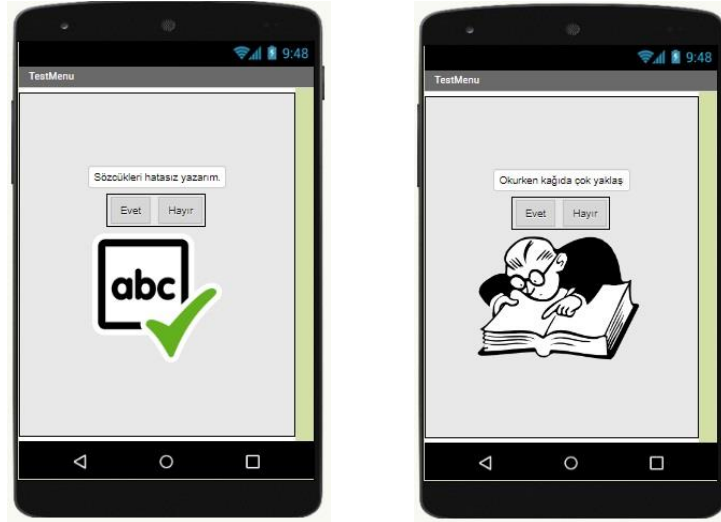 9:48
TestMenu
Sözcükleri hatasız yazarım.
Evet Hayır
abc
9:48
TestMenu
Okurken kağıda çok yaklaş
Evet Hayır